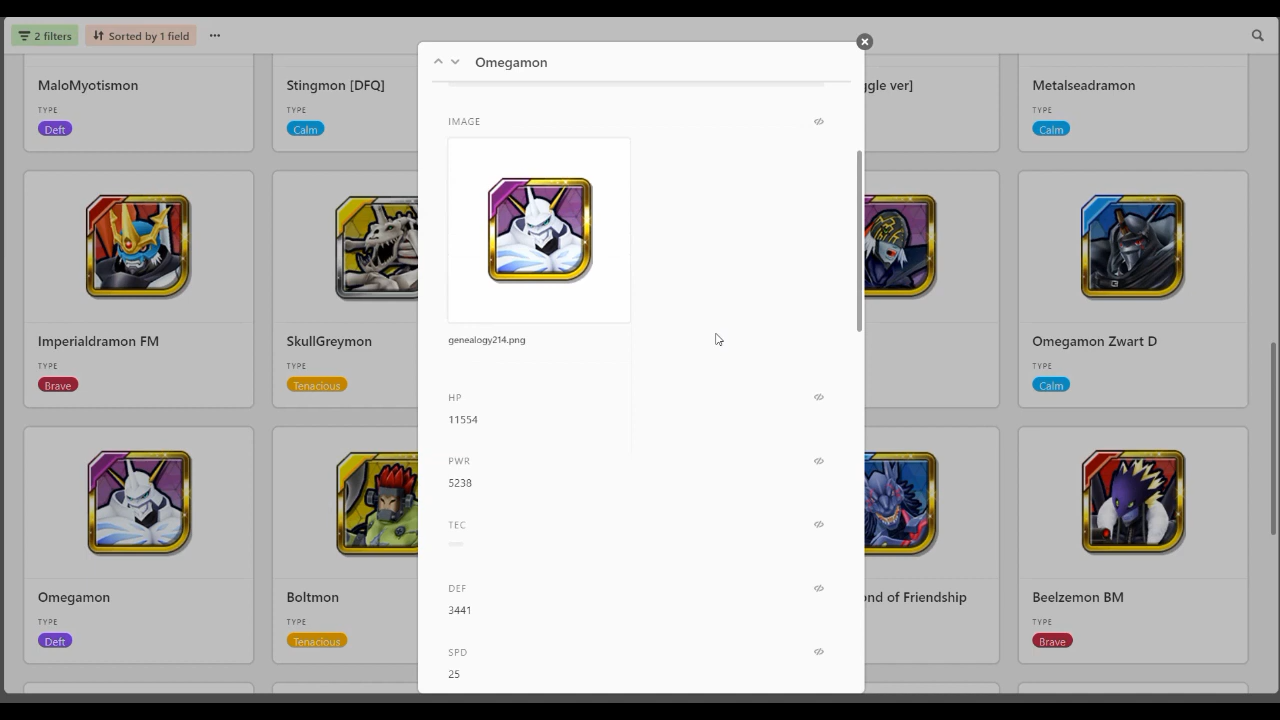 2 filters
Sorted by 1 field
Omegamon
MaloMyotismon
TYPE
Deft
Stingmon [DFQ]
TYPE
Calm
ggle ver]
Metalseadramon
TYPE
Calm
IMAGE
genealogy214.png
Imperialdramon FM
TYPE
Brave
SkullGreymon
TYPE
Tenacious
Omegamon Zwart D
TYPE
Calm
HP
11554
PWR
5238
TEC
DEF
3441
SPD
25
Omegamon
TYPE
Deft
Boltmon
TYPE
Tenacious
nd of Friendship
Beelzemon BM
TYPE
Brave